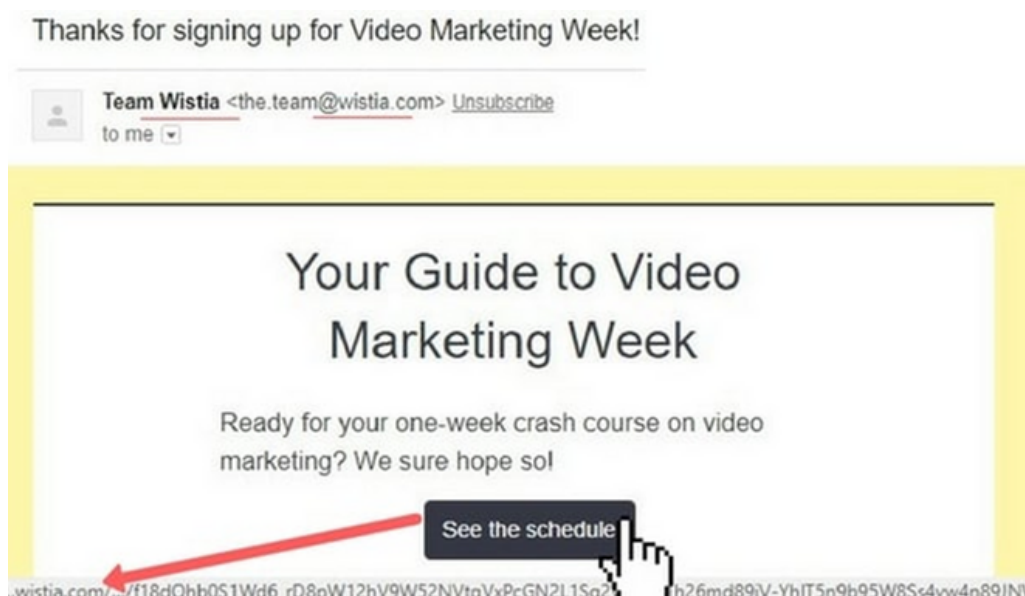 Thanks for signing up for Video Marketing Week!
Team Wistia <the.team@wistia.com> Unsubscribe
to me
Your Guide to Video
Marketing Week
Ready for your one-week crash course on video
marketing? We sure hope so!
See the schedule
.wistia.com/